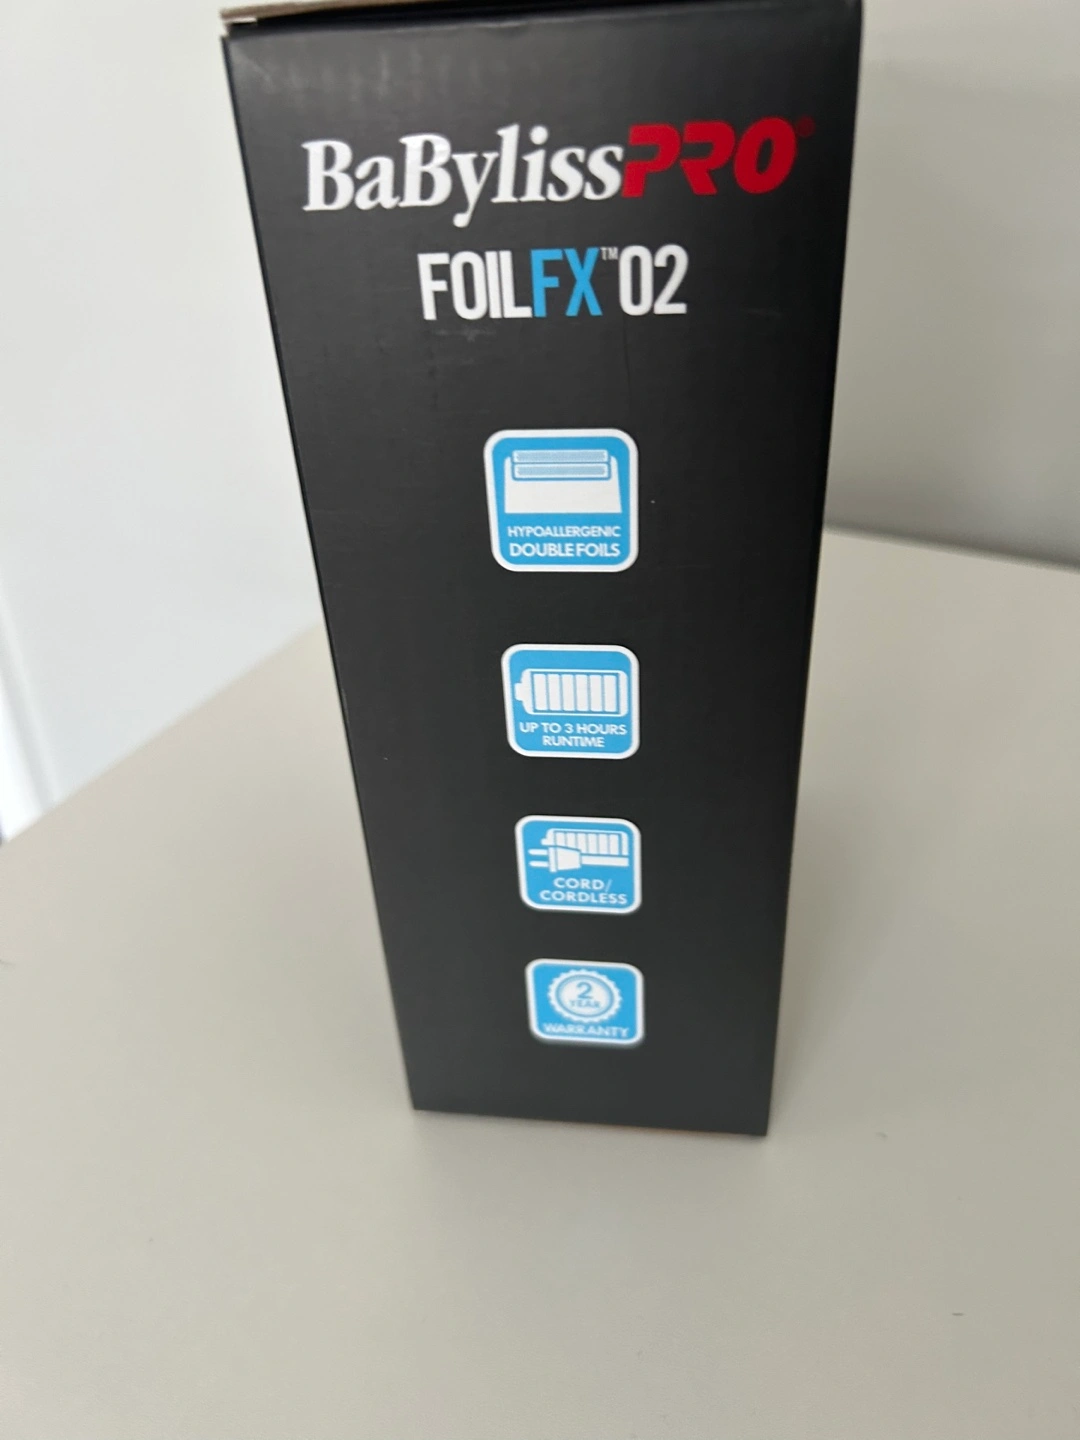 BaBylissPRO®
FOILFX™02
HYPOALLERGENIC
DOUBLE FOILS
UP TO 3 HOURS
RUNTIME
CORD/
CORDLESS
2
YEAR
WARRANTY